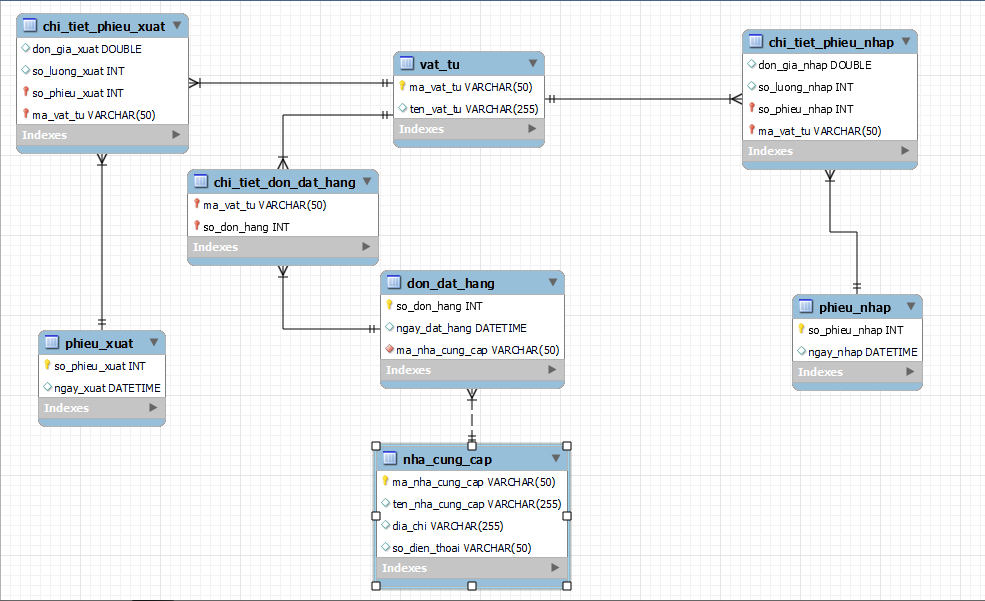 chi_tiet_phieu_xuat
don_gia_xuat DOUBLE
so_luong_xuat INT
so_phieu_xuat INT
ma_vat_tu VARCHAR(50)
Indexes
vat_tu
ma_vat_tu VARCHAR(50)
ten_vat_tu VARCHAR(255)
Indexes
chi_tiet_phieu_nhap
don_gia_nhap DOUBLE
so_luong_nhap INT
so_phieu_nhap INT
ma_vat_tu VARCHAR(50)
Indexes
chi_tiet_don_dat_hang
ma_vat_tu VARCHAR(50)
so_don_hang INT
Indexes
don_dat_hang
so_don_hang INT
ngay_dat_hang DATETIME
ma_nha_cung_cap VARCHAR(50)
Indexes
phieu_nhap
so_phieu_nhap INT
ngay_nhap DATETIME
Indexes
phieu_xuat
so_phieu_xuat INT
ngay_xuat DATETIME
Indexes
nha_cung_cap
ma_nha_cung_cap VARCHAR(50)
ten_nha_cung_cap VARCHAR(255)
dia_chi VARCHAR(255)
so_dien_thoai VARCHAR(50)
Indexes